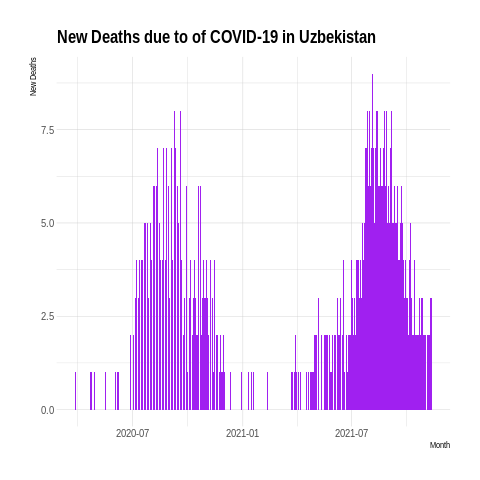 New Deaths due to of COVID-19 in Uzbekistan
New Deaths
7.5
5.0
2.5
0.0
2020-07
2021-01
2021-07
Month